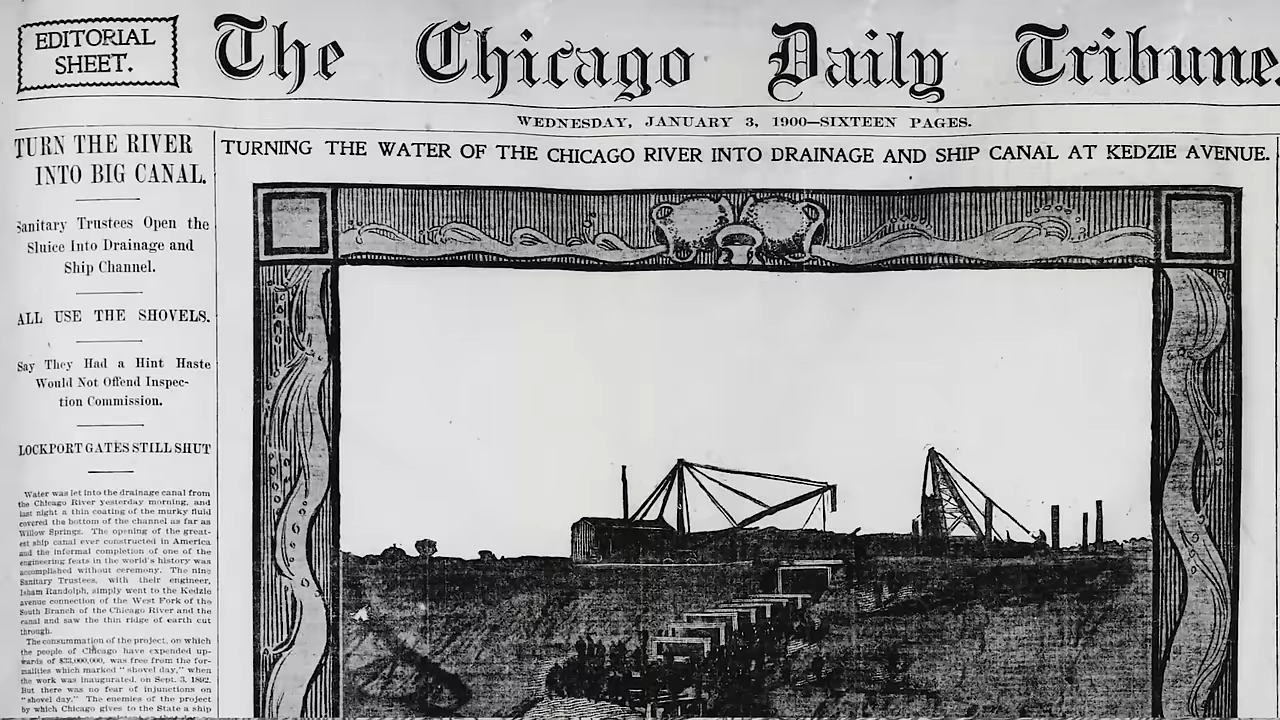 EDITORIAL
SHEET.
The Chicago Daily Tribune
WEDNESDAY, JANUARY 3, 1900—SIXTEEN PAGES.
TURN THE RIVER
INTO BIG CANAL.
Sanitary Trustees Open the
Sluice Into Drainage and
Ship Channel.
ALL USE THE SHOVELS.
Say They Had a Hint Haste
Would Not Offend Inspec-
tion Commission.
LOCKPORT GATES STILL SHUT
Water was let into the drainage canal from
the Chicago River yesterday morning, and
last night a thin coating of the murky fluid
covered the bottom of the channel as far as
Willow Springs. The opening of the great-
est ship canal ever constructed in America
and the informal completion of one of the
engineering feats in the world's history was
accomplished without ceremony. The nine
Sanitary Trustees, with their engineer,
Isham Randolph, simply went to the Kedzie
avenue connection of the West Fork of the
South Branch of the Chicago River and the
canal and saw the thin ridge of earth cut
through.
The consummation of the project, on which
the people of Chicago have expended up-
wards of $33,000,000, was free from the for-
malities which marked "shovel day," when
the work was inaugurated, on Sept. 3, 1892.
But there was no fear of injunctions on
"shovel day." The enemies of the project
by which Chicago gives to the State a ship
TURNING THE WATER OF THE CHICAGO RIVER INTO DRAINAGE AND SHIP CANAL AT KEDZIE AVENUE.